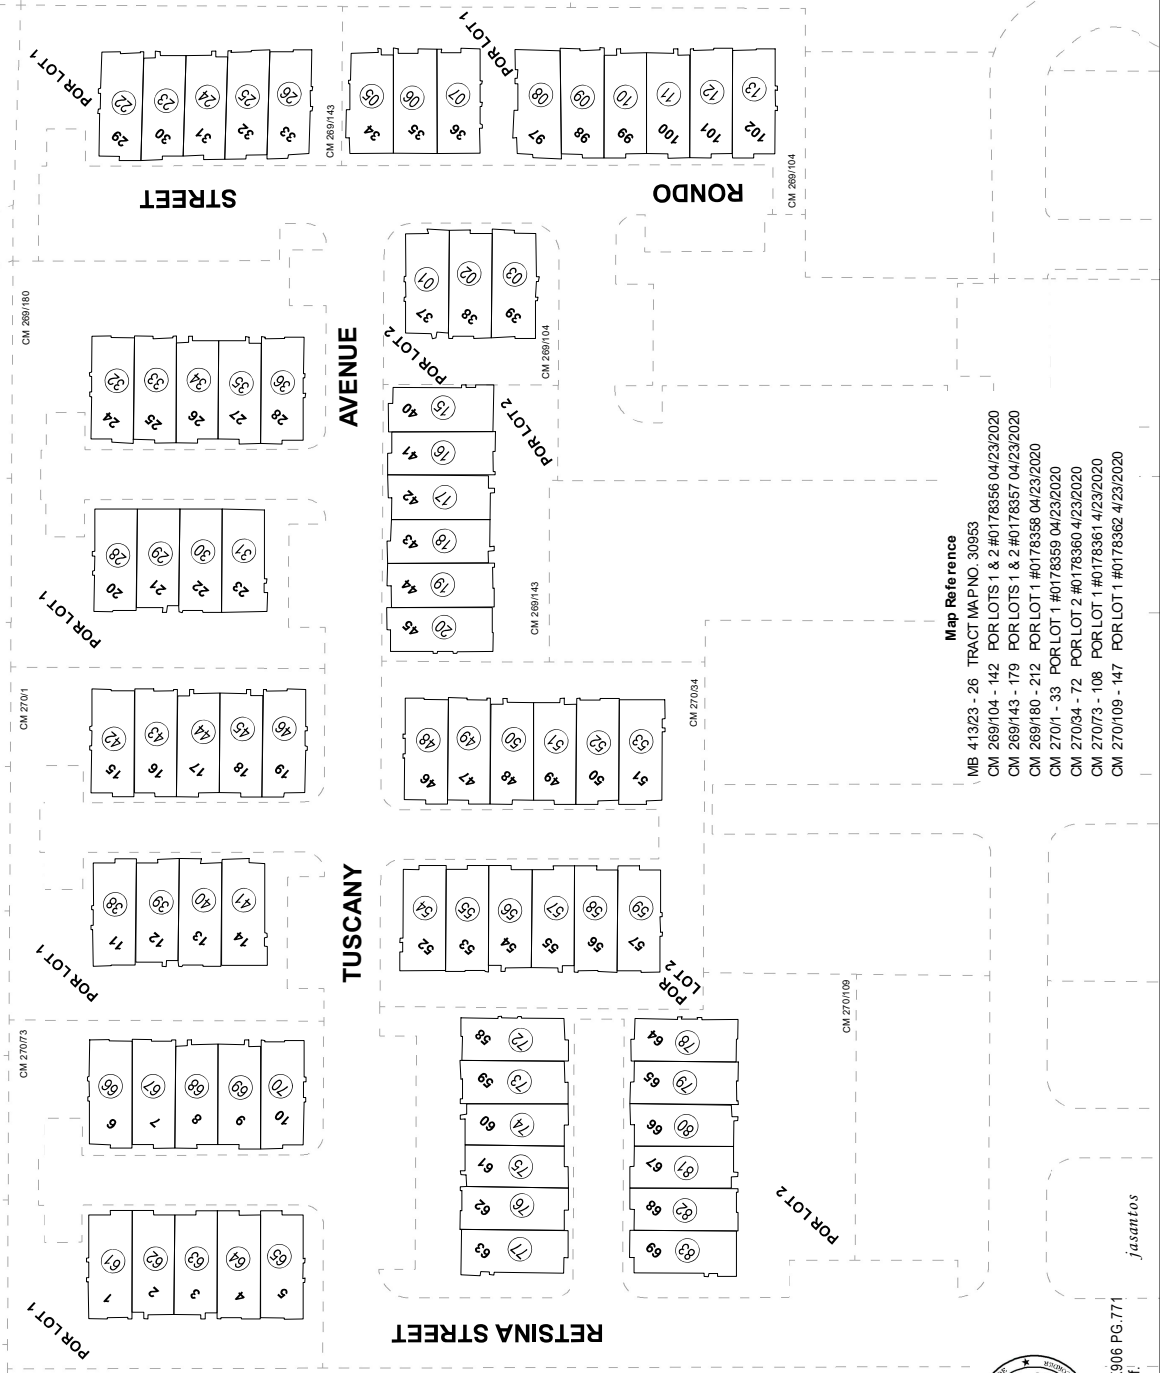 POR LOT 1
22 23 24 25 26
29 30 31 32 33
CM 269/143
POR LOT 1
05 06 07
34 35 36
08 09 10 11 12 13
97 98 99 100 101 102
CM 269/104
STREET
RONDO
CM 269/180
01 02 03
37 38 39
POR LOT 2
CM 269/104
AVENUE
32 33 34 35 36
24 25 26 27 28
40 15
41 16
42 17
43 18
44 19
45 20
POR LOT 2
CM 269/143
28 29 30 31
20 21 22 23
POR LOT 1
CM 270/1
42 43 44 45 46
15 16 17 18 19
48 49 50 51 52 53
46 47 48 49 50 51
CM 270/34
38 39 40 41
11 12 13 14
POR LOT 1
TUSCANY
54 55 56 57 58 59
52 53 54 55 56 57
POR
LOT 2
CM 270/109
CM 270/73
66 67 68 69 70
6 7 8 9 10
58 72
59 73
60 74
61 75
62 76
63 77
64 78
65 79
66 80
67 81
68 82
69 83
POR LOT 2
61 62 63 64 65
1 2 3 4 5
POR LOT 1
RETSINA STREET
Map Reference
MB 413/23 - 26 TRACT MAP NO. 30953
CM 269/104 - 142 POR LOTS 1 & 2 #0178356 04/23/2020
CM 269/143 - 179 POR LOTS 1 & 2 #0178357 04/23/2020
CM 269/180 - 212 POR LOT 1 #0178358 04/23/2020
CM 270/1 - 33 POR LOT 1 #0178359 04/23/2020
CM 270/34 - 72 POR LOT 2 #0178360 4/23/2020
CM 270/73 - 108 POR LOT 1 #0178361 4/23/2020
CM 270/109 - 147 POR LOT 1 #0178362 4/23/2020
jasantos
906 PG.771